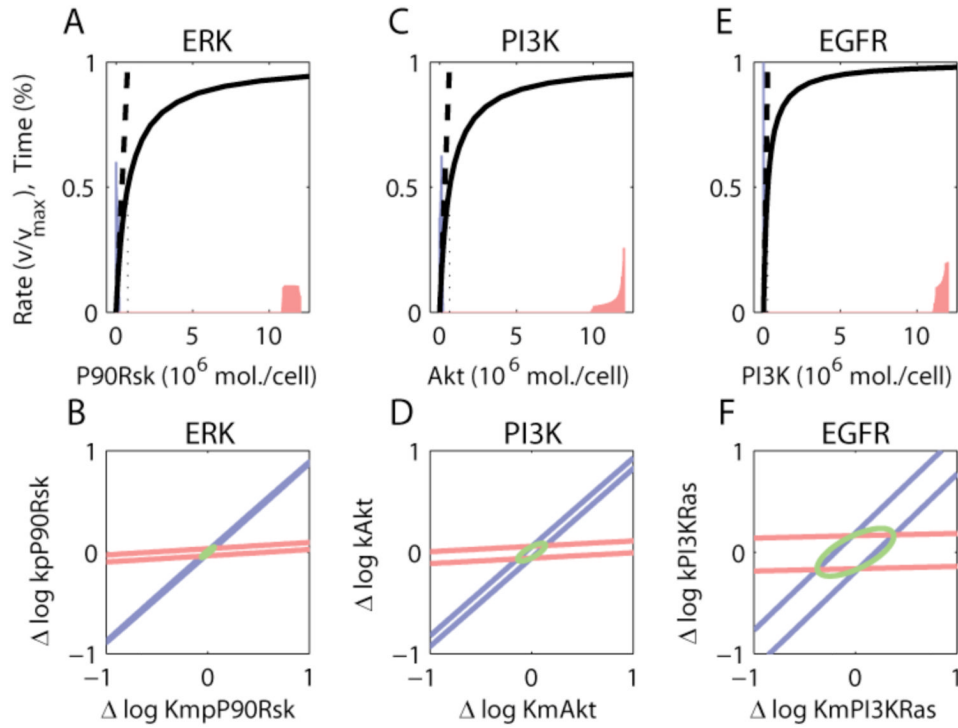 A
ERK
Rate (v/v_max), Time (%)
1
0.5
0
0
5
10
P90Rsk (10^6 mol./cell)
C
PI3K
1
0.5
0
0
5
10
Akt (10^6 mol./cell)
E
EGFR
1
0.5
0
0
5
10
PI3K (10^6 mol./cell)
B
ERK
Δ log kpP90Rsk
1
0
−1
−1
0
1
Δ log KmpP90Rsk
D
PI3K
Δ log kAkt
1
0
−1
−1
0
1
Δ log KmAkt
F
EGFR
Δ log kPI3KRas
1
0
−1
−1
0
1
Δ log KmPI3KRas